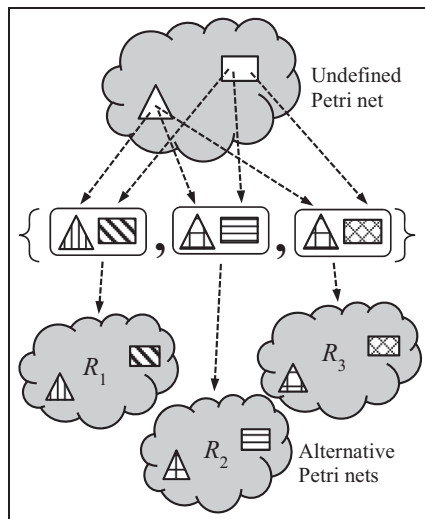 Undefined
Petri net
{ , , }
R1
R3
R2
Alternative
Petri nets